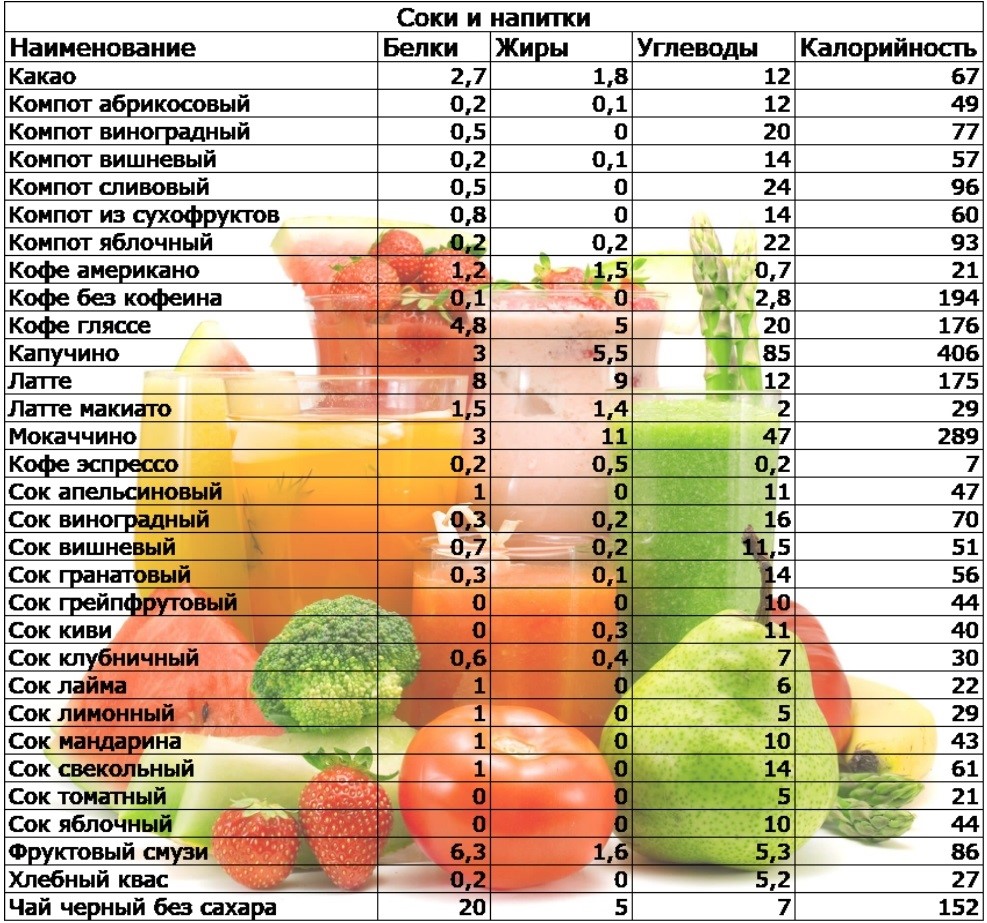 Соки и напитки
Наименование Белки Жиры Углеводы Калорийность
Какао 2,7 1,8 12 67
Компот абрикосовый 0,2 0,1 12 49
Компот виноградный 0,5 0 20 77
Компот вишневый 0,2 0,1 14 57
Компот сливовый 0,5 0 24 96
Компот из сухофруктов 0,8 0 14 60
Компот яблочный 0,2 0,2 22 93
Кофе американо 1,2 1,5 0,7 21
Кофе без кофеина 0,1 0 2,8 194
Кофе гляссе 4,8 5 20 176
Капучино 3 5,5 85 406
Латте 8 9 12 175
Латте макиато 1,5 1,4 2 29
Мокаччино 3 11 47 289
Кофе эспрессо 0,2 0,5 0,2 7
Сок апельсиновый 1 0 11 47
Сок виноградный 0,3 0,2 16 70
Сок вишневый 0,7 0,2 11,5 51
Сок гранатовый 0,3 0,1 14 56
Сок грейпфрутовый 0 0 10 44
Сок киви 0 0,3 11 40
Сок клубничный 0,6 0,4 7 30
Сок лайма 1 0 6 22
Сок лимонный 1 0 5 29
Сок мандарина 1 0 10 43
Сок свекольный 1 0 14 61
Сок томатный 0 0 5 21
Сок яблочный 0 0 10 44
Фруктовый смузи 6,3 1,6 5,3 86
Хлебный квас 0,2 0 5,2 27
Чай черный без сахара 20 5 7 152